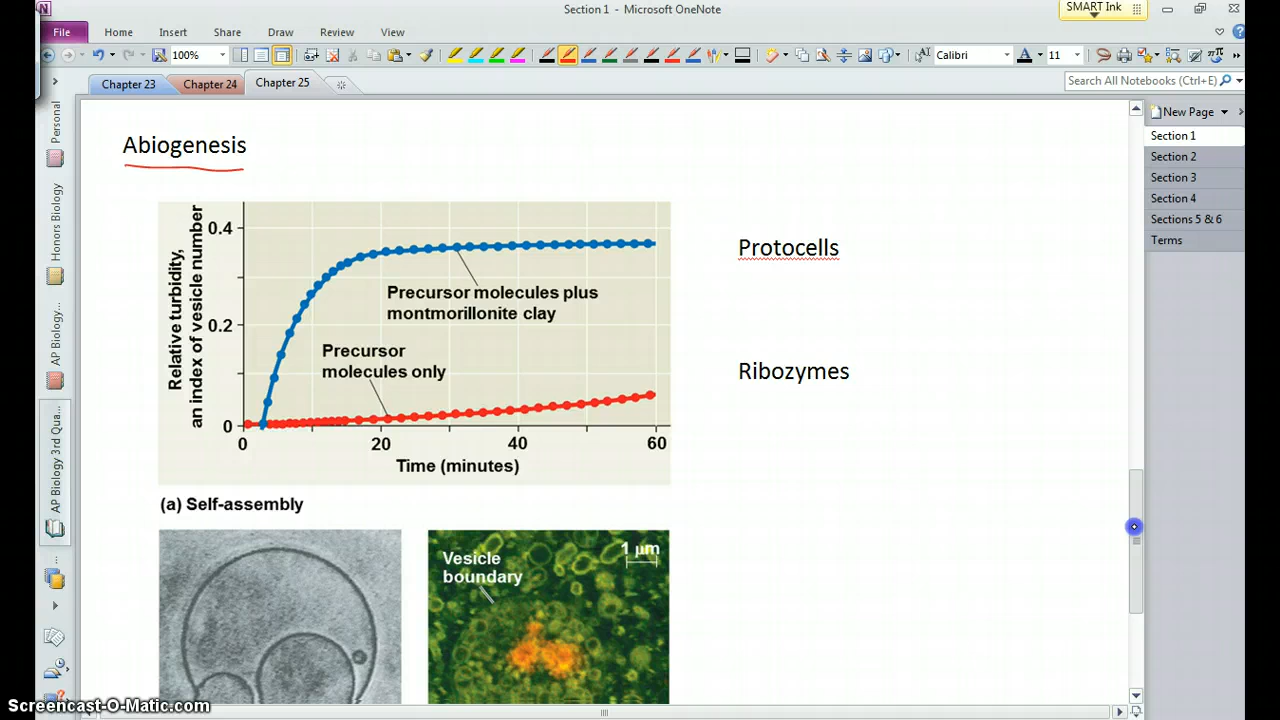 Section 1 - Microsoft OneNote
SMART Ink
File Home Insert Share Draw Review View
100%
Calibri
11
Chapter 23
Chapter 24
Chapter 25
Search All Notebooks (Ctrl+E)
Personal
Honors Biology
AP Biology...
AP Biology 3rd Qua...
New Page
Section 1
Section 2
Section 3
Section 4
Sections 5 & 6
Terms
Abiogenesis
Relative turbidity,
an index of vesicle number
0.4
0.2
0
Precursor molecules plus
montmorillonite clay
Precursor
molecules only
0 20 40 60
Time (minutes)
(a) Self-assembly
Vesicle
boundary
1 µm
Protocells
Ribozymes
Screencast-O-Matic.com